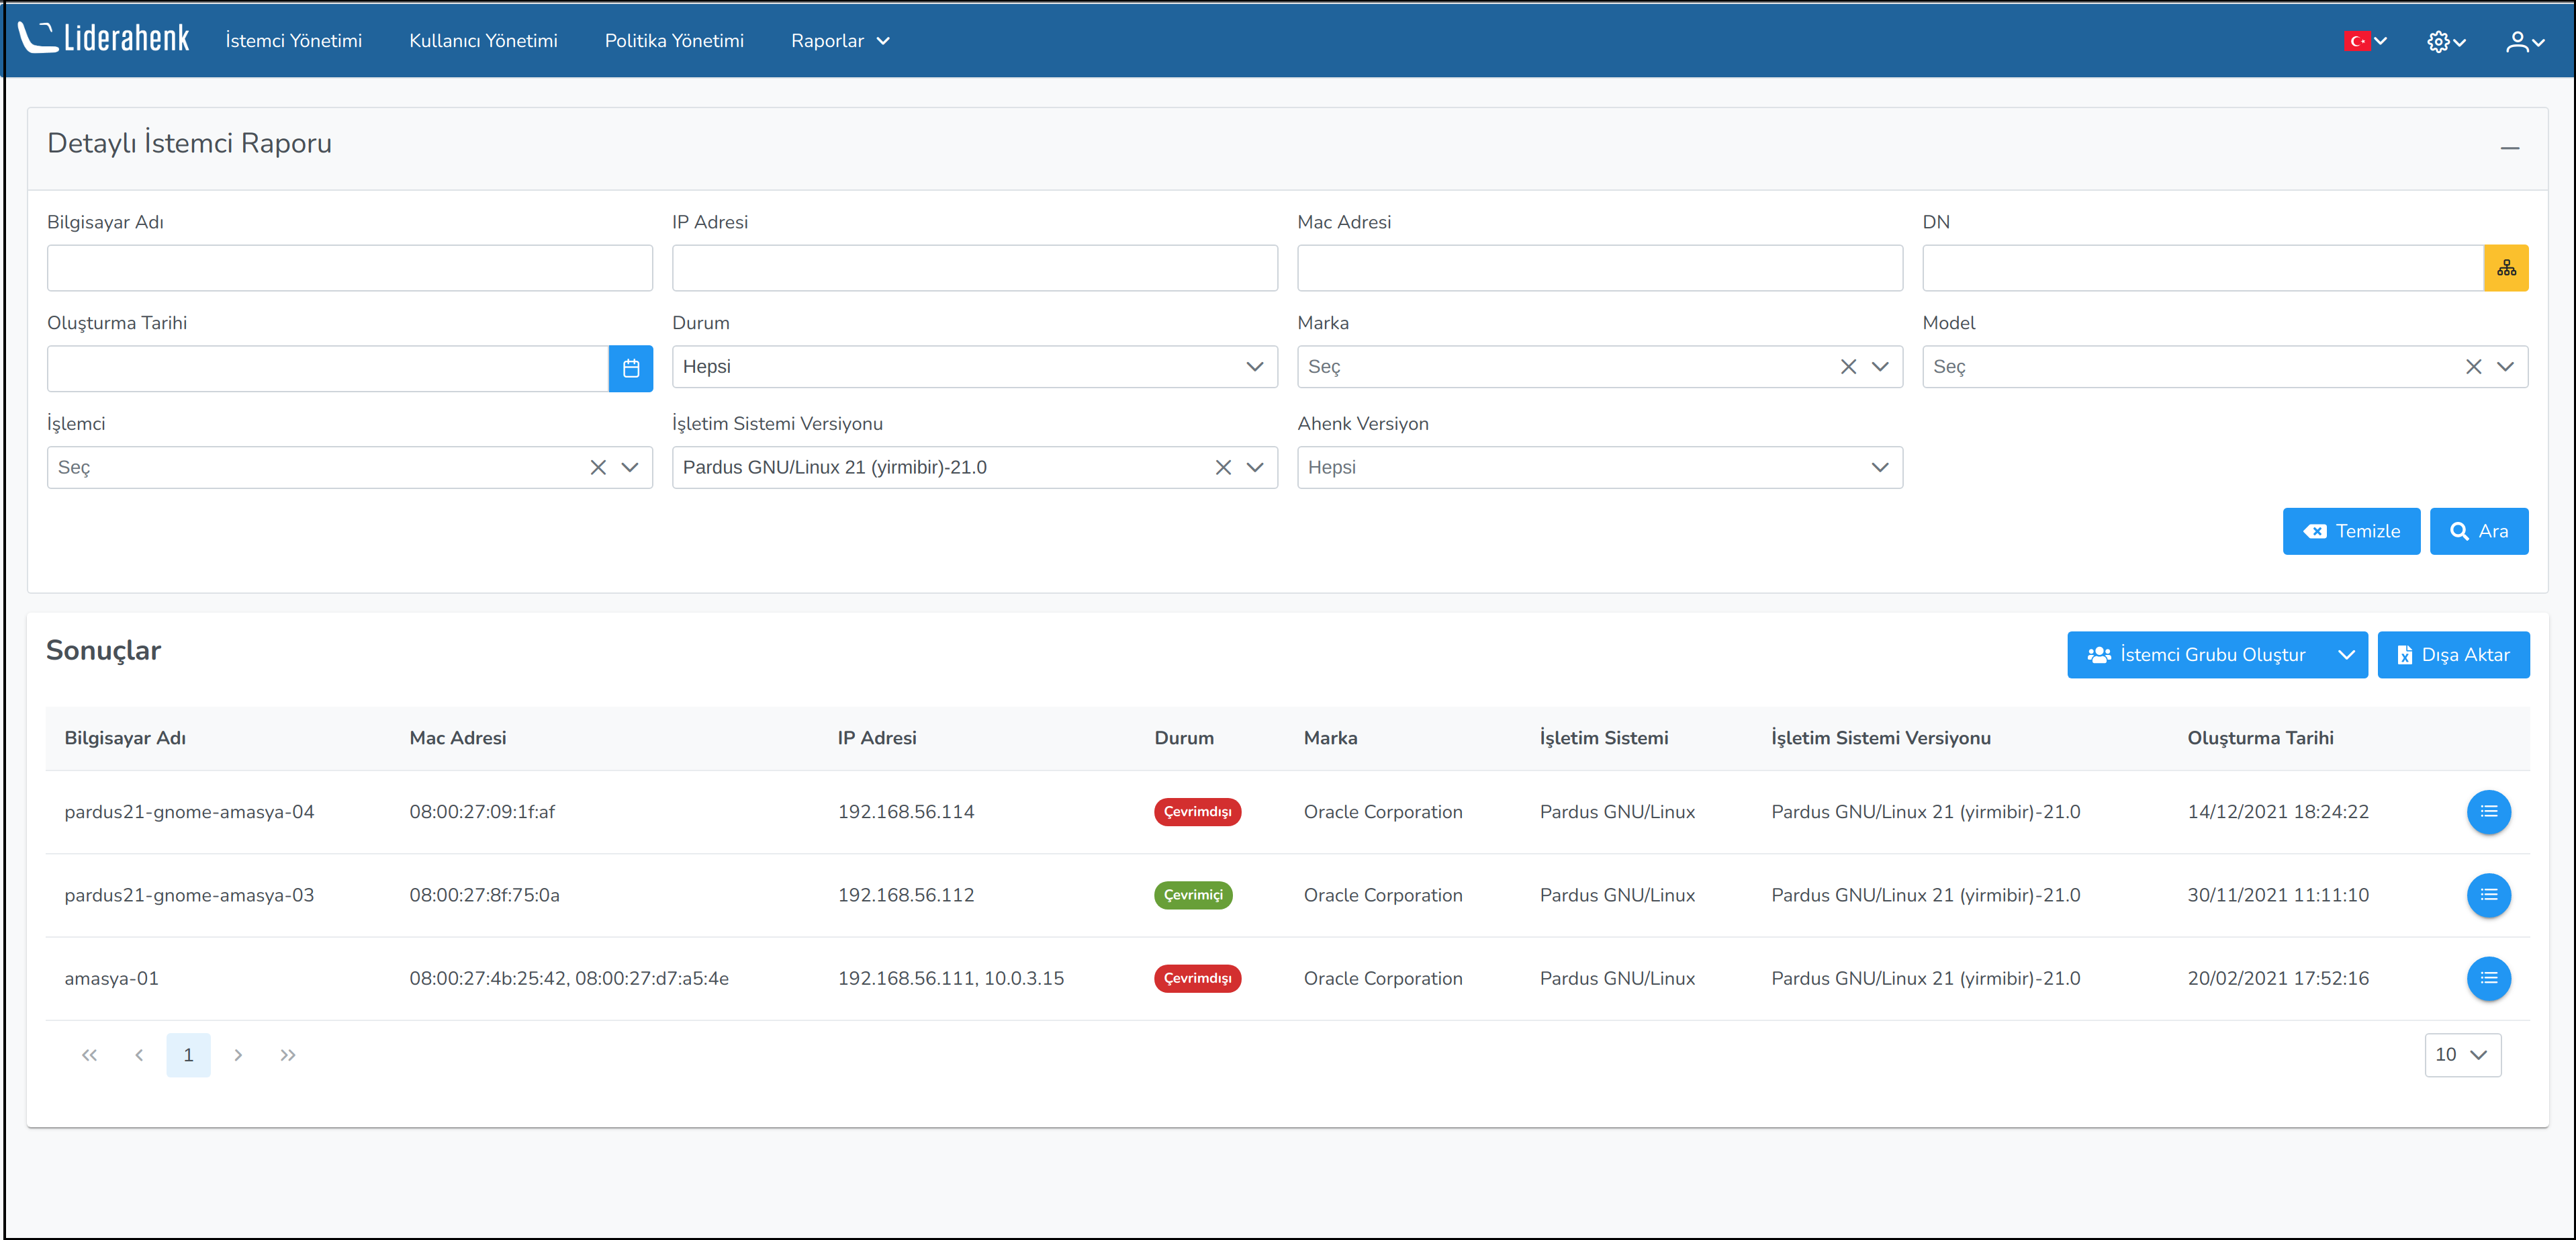 Liderahenk İstemci Yönetimi Kullanıcı Yönetimi Politika Yönetimi Raporlar
Detaylı İstemci Raporu
Bilgisayar Adı IP Adresi Mac Adresi DN
Oluşturma Tarihi Durum Marka Model
Hepsi Seç Seç
İşlemci İşletim Sistemi Versiyonu Ahenk Versiyon
Seç Pardus GNU/Linux 21 (yirmibir)-21.0 Hepsi
Temizle Ara
Sonuçlar İstemci Grubu Oluştur Dışa Aktar
Bilgisayar Adı Mac Adresi IP Adresi Durum Marka İşletim Sistemi İşletim Sistemi Versiyonu Oluşturma Tarihi
pardus21-gnome-amasya-04 08:00:27:09:1f:af 192.168.56.114 Çevrimdışı Oracle Corporation Pardus GNU/Linux Pardus GNU/Linux 21 (yirmibir)-21.0 14/12/2021 18:24:22
pardus21-gnome-amasya-03 08:00:27:8f:75:0a 192.168.56.112 Çevrimiçi Oracle Corporation Pardus GNU/Linux Pardus GNU/Linux 21 (yirmibir)-21.0 30/11/2021 11:11:10
amasya-01 08:00:27:4b:25:42, 08:00:27:d7:a5:4e 192.168.56.111, 10.0.3.15 Çevrimdışı Oracle Corporation Pardus GNU/Linux Pardus GNU/Linux 21 (yirmibir)-21.0 20/02/2021 17:52:16
1 10